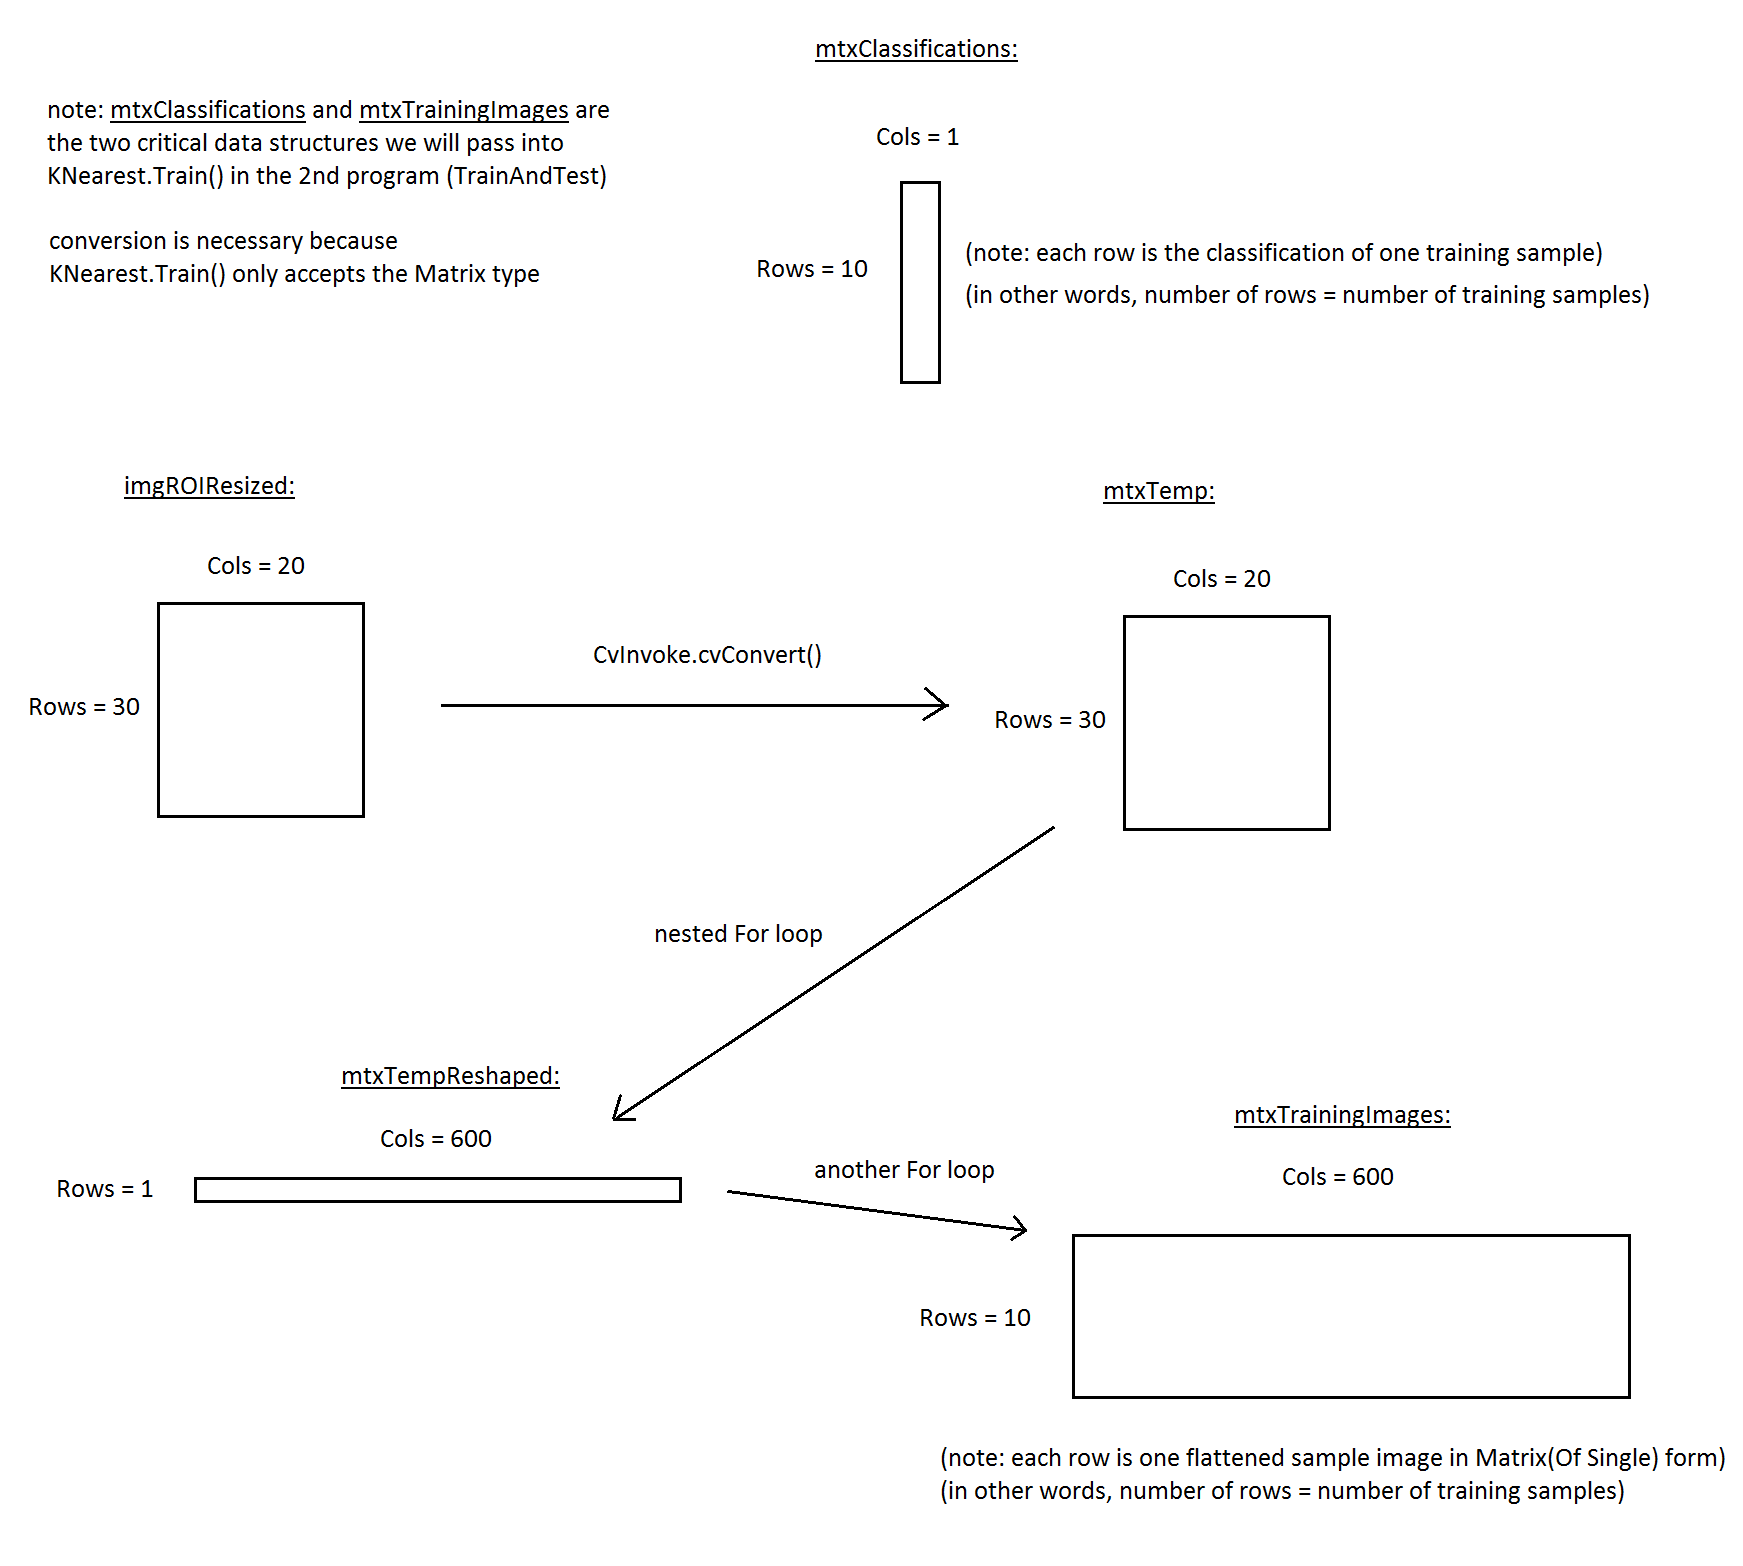 mtxClassifications:
note: mtxClassifications and mtxTrainingImages are
the two critical data structures we will pass into
KNearest.Train() in the 2nd program (TrainAndTest)
conversion is necessary because
KNearest.Train() only accepts the Matrix type
Cols = 1
Rows = 10
(note: each row is the classification of one training sample)
(in other words, number of rows = number of training samples)
imgROIResized:
Cols = 20
Rows = 30
CvInvoke.cvConvert()
mtxTemp:
Cols = 20
Rows = 30
nested For loop
mtxTempReshaped:
Cols = 600
Rows = 1
another For loop
mtxTrainingImages:
Cols = 600
Rows = 10
(note: each row is one flattened sample image in Matrix(Of Single) form)
(in other words, number of rows = number of training samples)